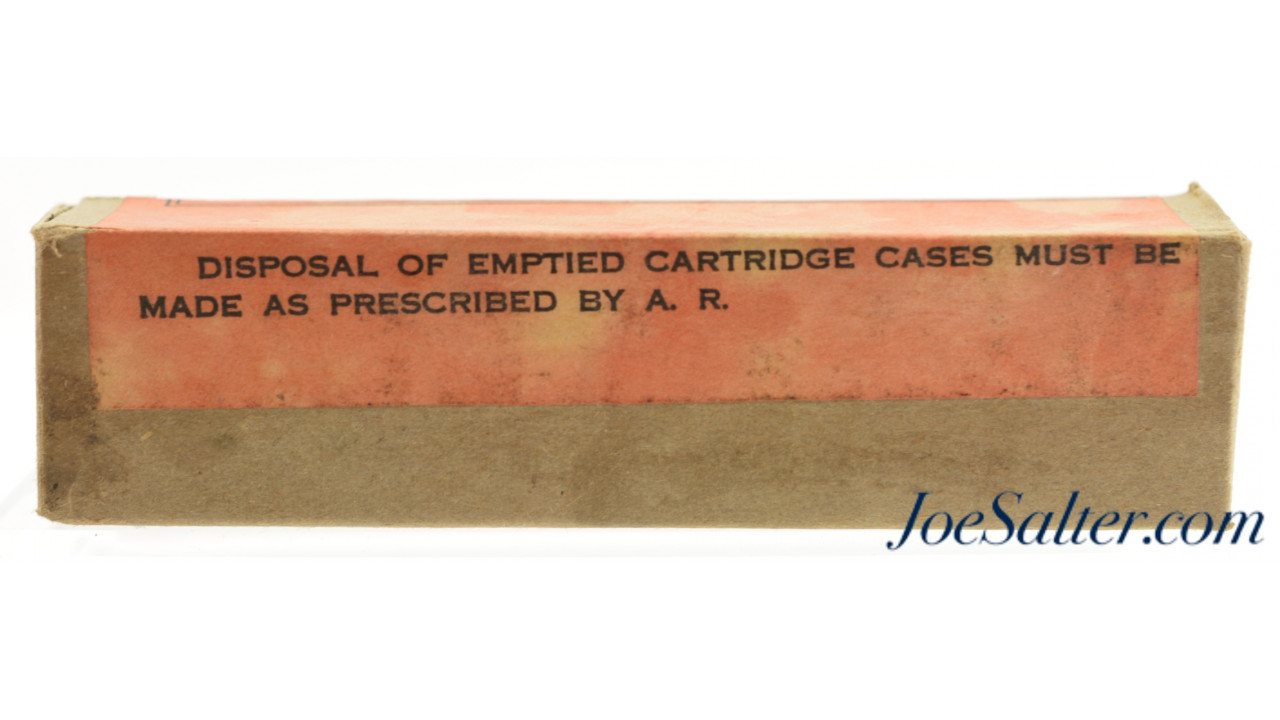 DISPOSAL OF EMPTIED CARTRIDGE CASES MUST BE
MADE AS PRESCRIBED BY A. R.
JoeSalter.com